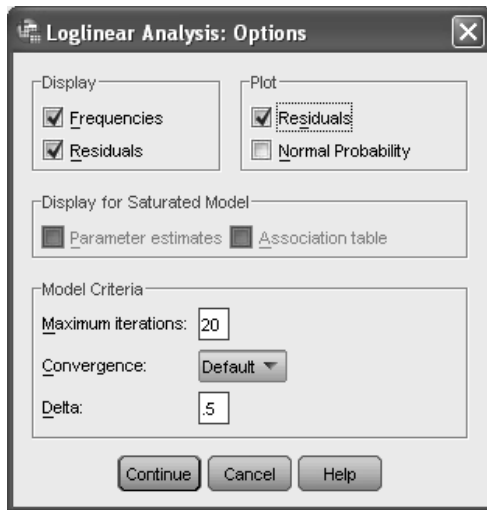 Loglinear Analysis: Options
Display
Frequencies
Residuals
Plot
Residuals
Normal Probability
Display for Saturated Model
Parameter estimates Association table
Model Criteria
Maximum iterations: 20
Convergence: Default
Delta: .5
Continue Cancel Help